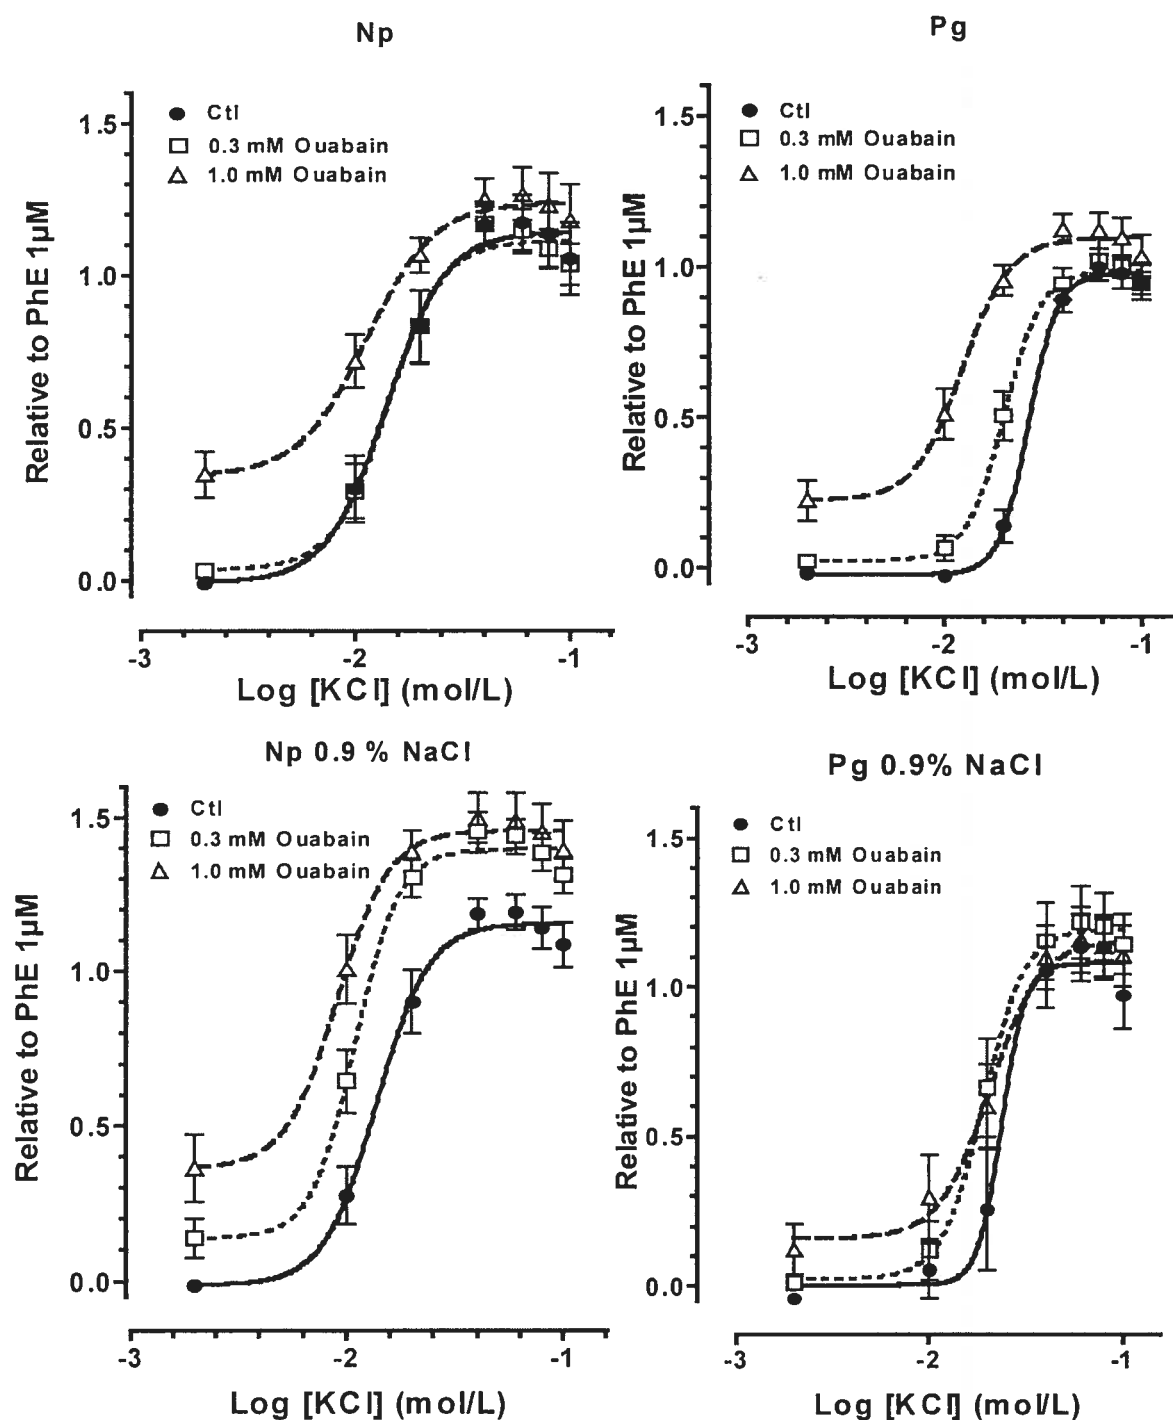 Np
1.5
1.0
0.5
0.0
Relative to PhE 1µM
Ctl
0.3 mM Ouabain
1.0 mM Ouabain
-3
-2
-1
Log [KCl] (mol/L)
Pg
1.5
1.0
0.5
0.0
Relative to PhE 1µM
Ctl
0.3 mM Ouabain
1.0 mM Ouabain
-3
-2
-1
Log [KCl] (mol/L)
Np 0.9 % NaCl
1.5
1.0
0.5
0.0
Relative to PhE 1µM
Ctl
0.3 mM Ouabain
1.0 mM Ouabain
-3
-2
-1
Log [KCl] (mol/L)
Pg 0.9% NaCl
1.5
1.0
0.5
0.0
Relative to PhE 1µM
Ctl
0.3 mM Ouabain
1.0 mM Ouabain
-3
-2
-1
Log [KCl] (mol/L)